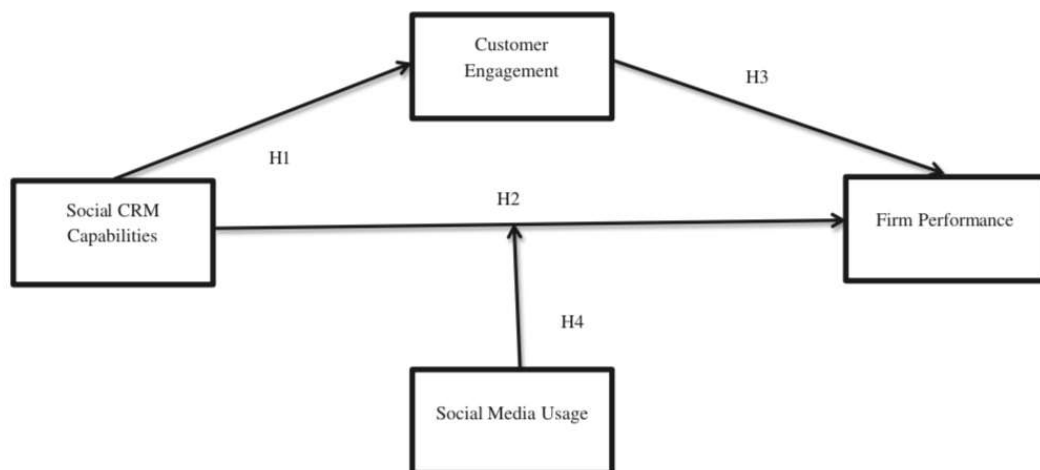 Customer
Engagement
H3
H1
Social CRM
Capabilities
H2
Firm Performance
H4
Social Media Usage